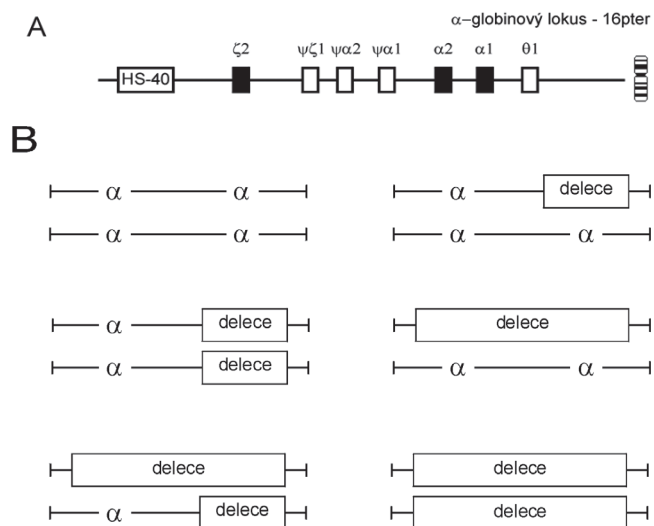 A
α–globinový lokus - 16pter
HS-40 ζ2 ψζ1 ψα2 ψα1 α2 α1 θ1
B
α α
α α
α delece
α α
α delece
α delece
delece
α α
delece
α delece
delece
delece